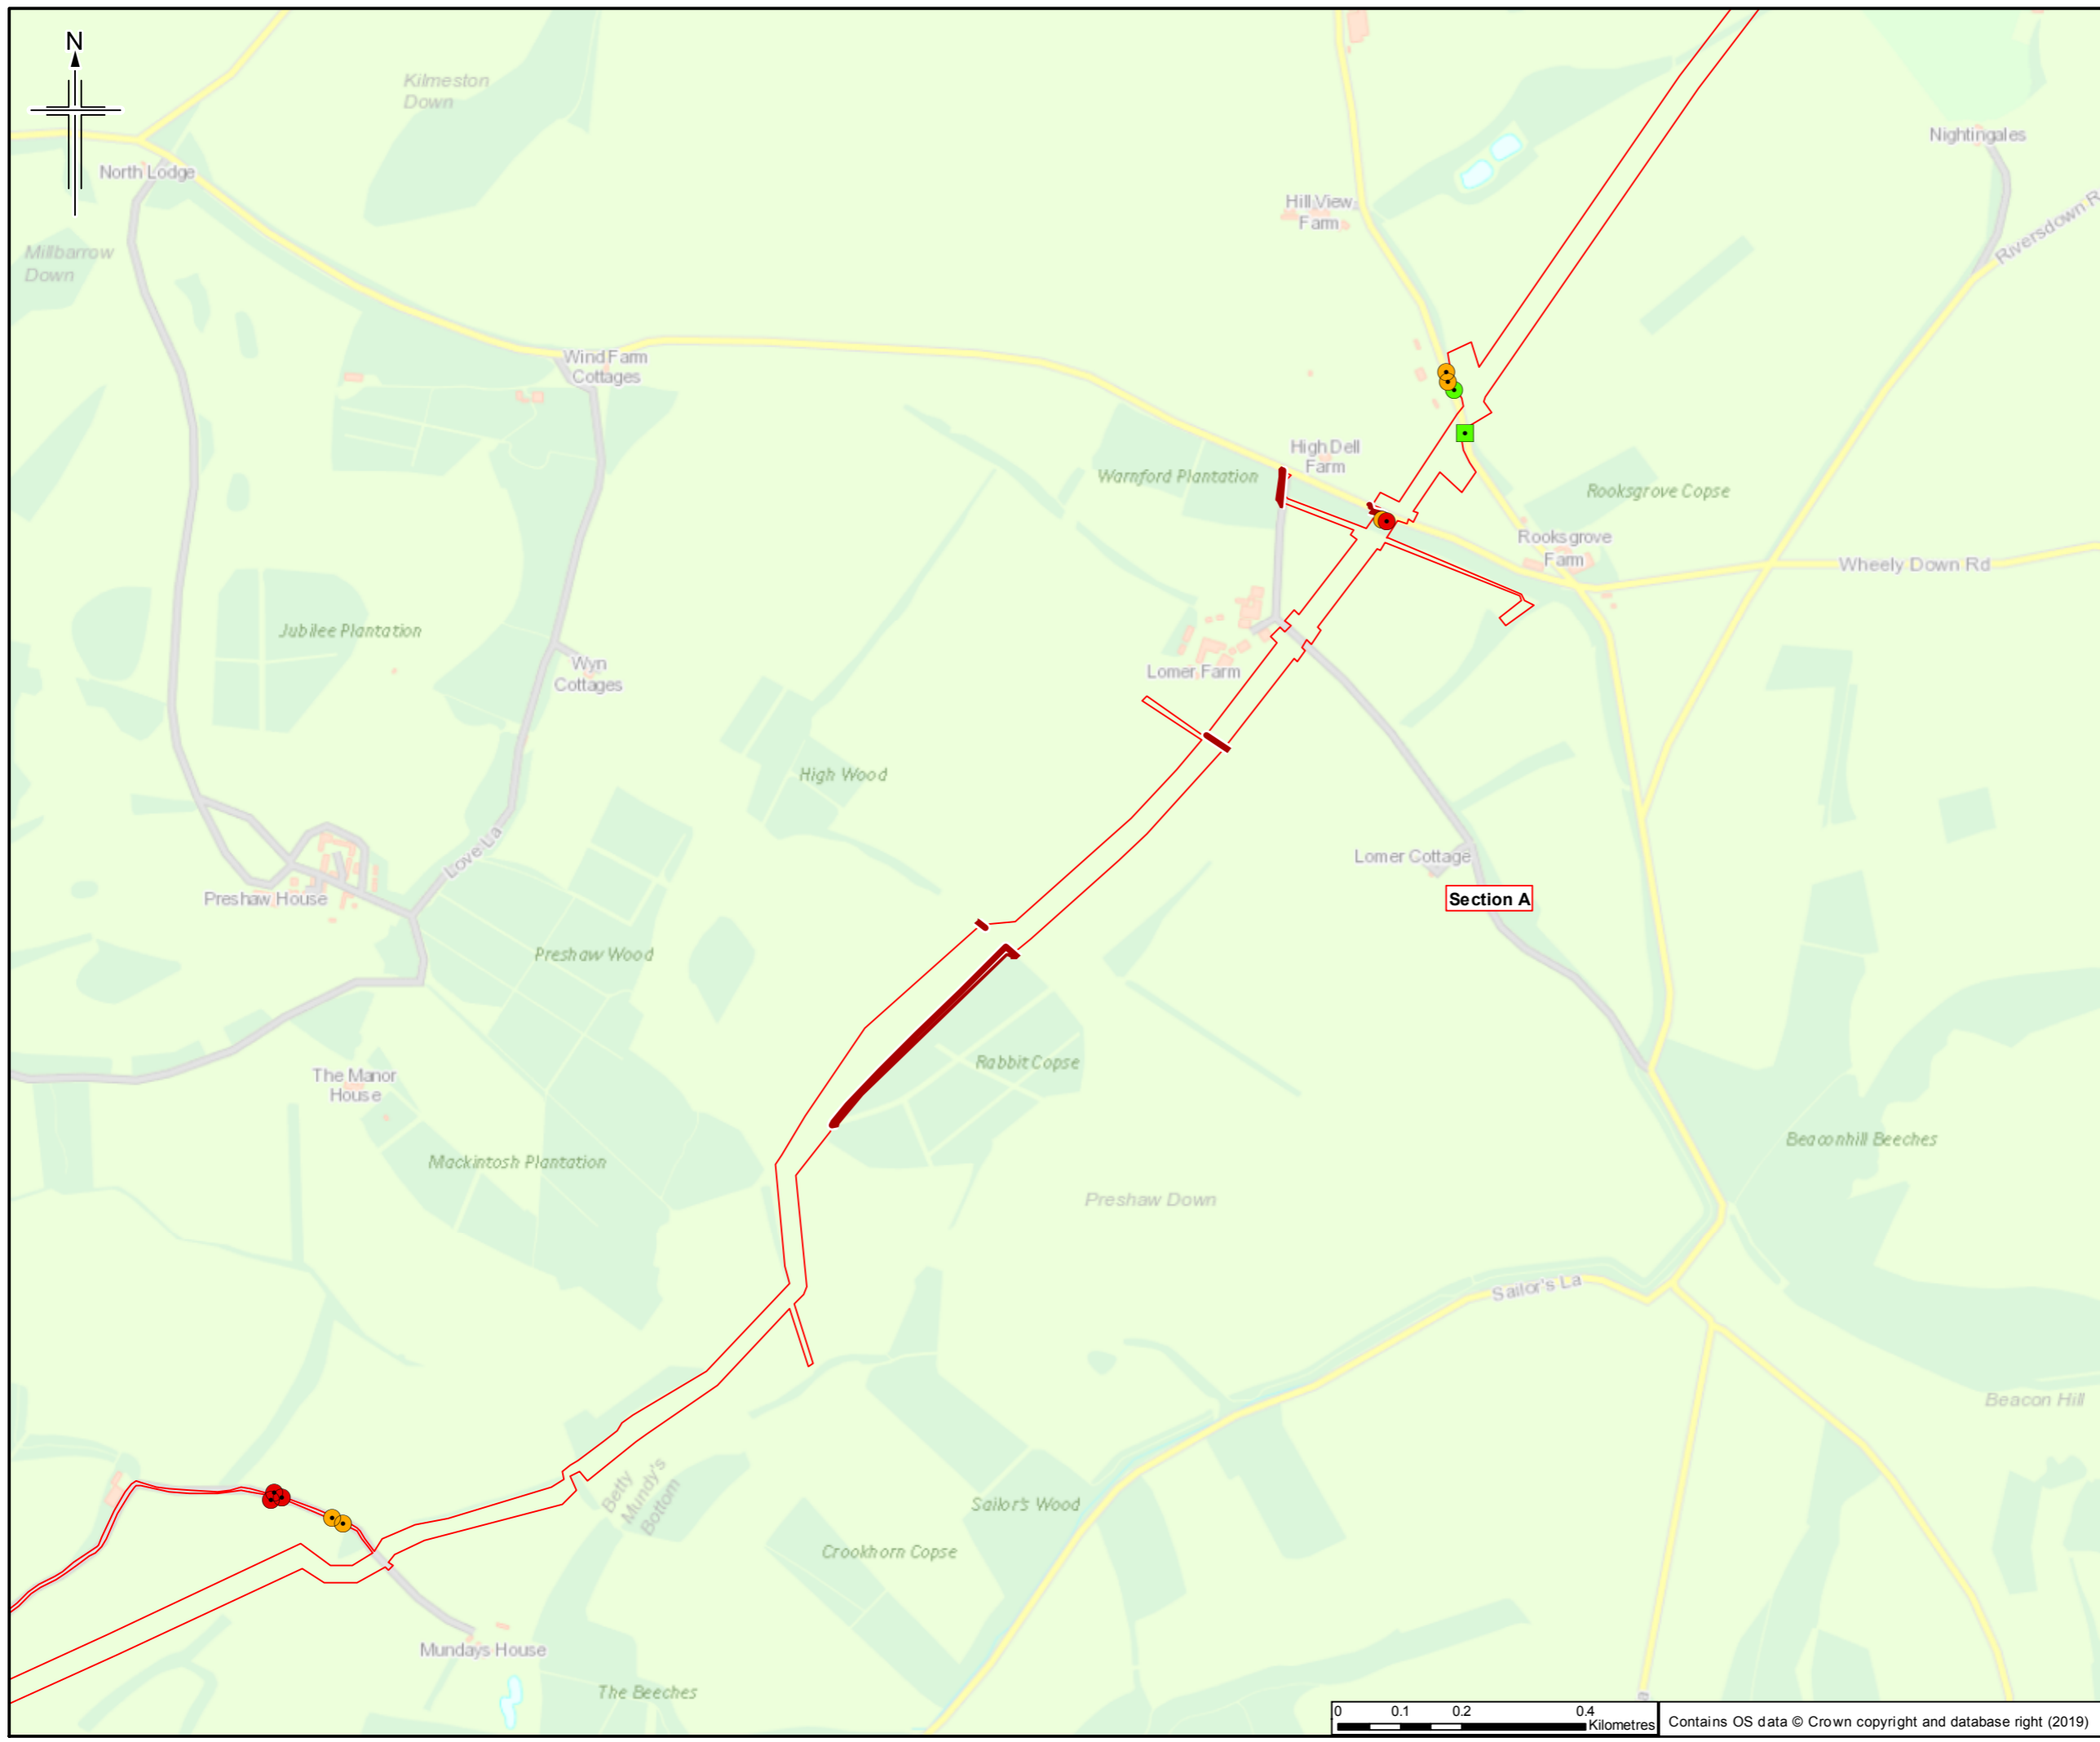 N
Kilmeston
Down
Nightingales
North Lodge
Hill View
Farm
Millbarrow
Down
Riversdown R
Wind Farm
Cottages
High Dell
Farm
Warnford Plantation
Rooksgrove Copse
Rooksgrove
Farm
Wheely Down Rd
Jubilee Plantation
Wyn
Cottages
Lomer Farm
High Wood
Love La
Lomer Cottage
Preshaw House
Section A
Preshaw Wood
Rabbit Copse
The Manor
House
Beaconhill Beeches
Mackintosh Plantation
Preshaw Down
Sailor's La
Beacon Hill
Betty
Mundy's
Bottom
Sailor's Wood
Crookhorn Copse
Mundays House
The Beeches
0 0.1 0.2 0.4
Kilometres
Contains OS data © Crown copyright and database right (2019)